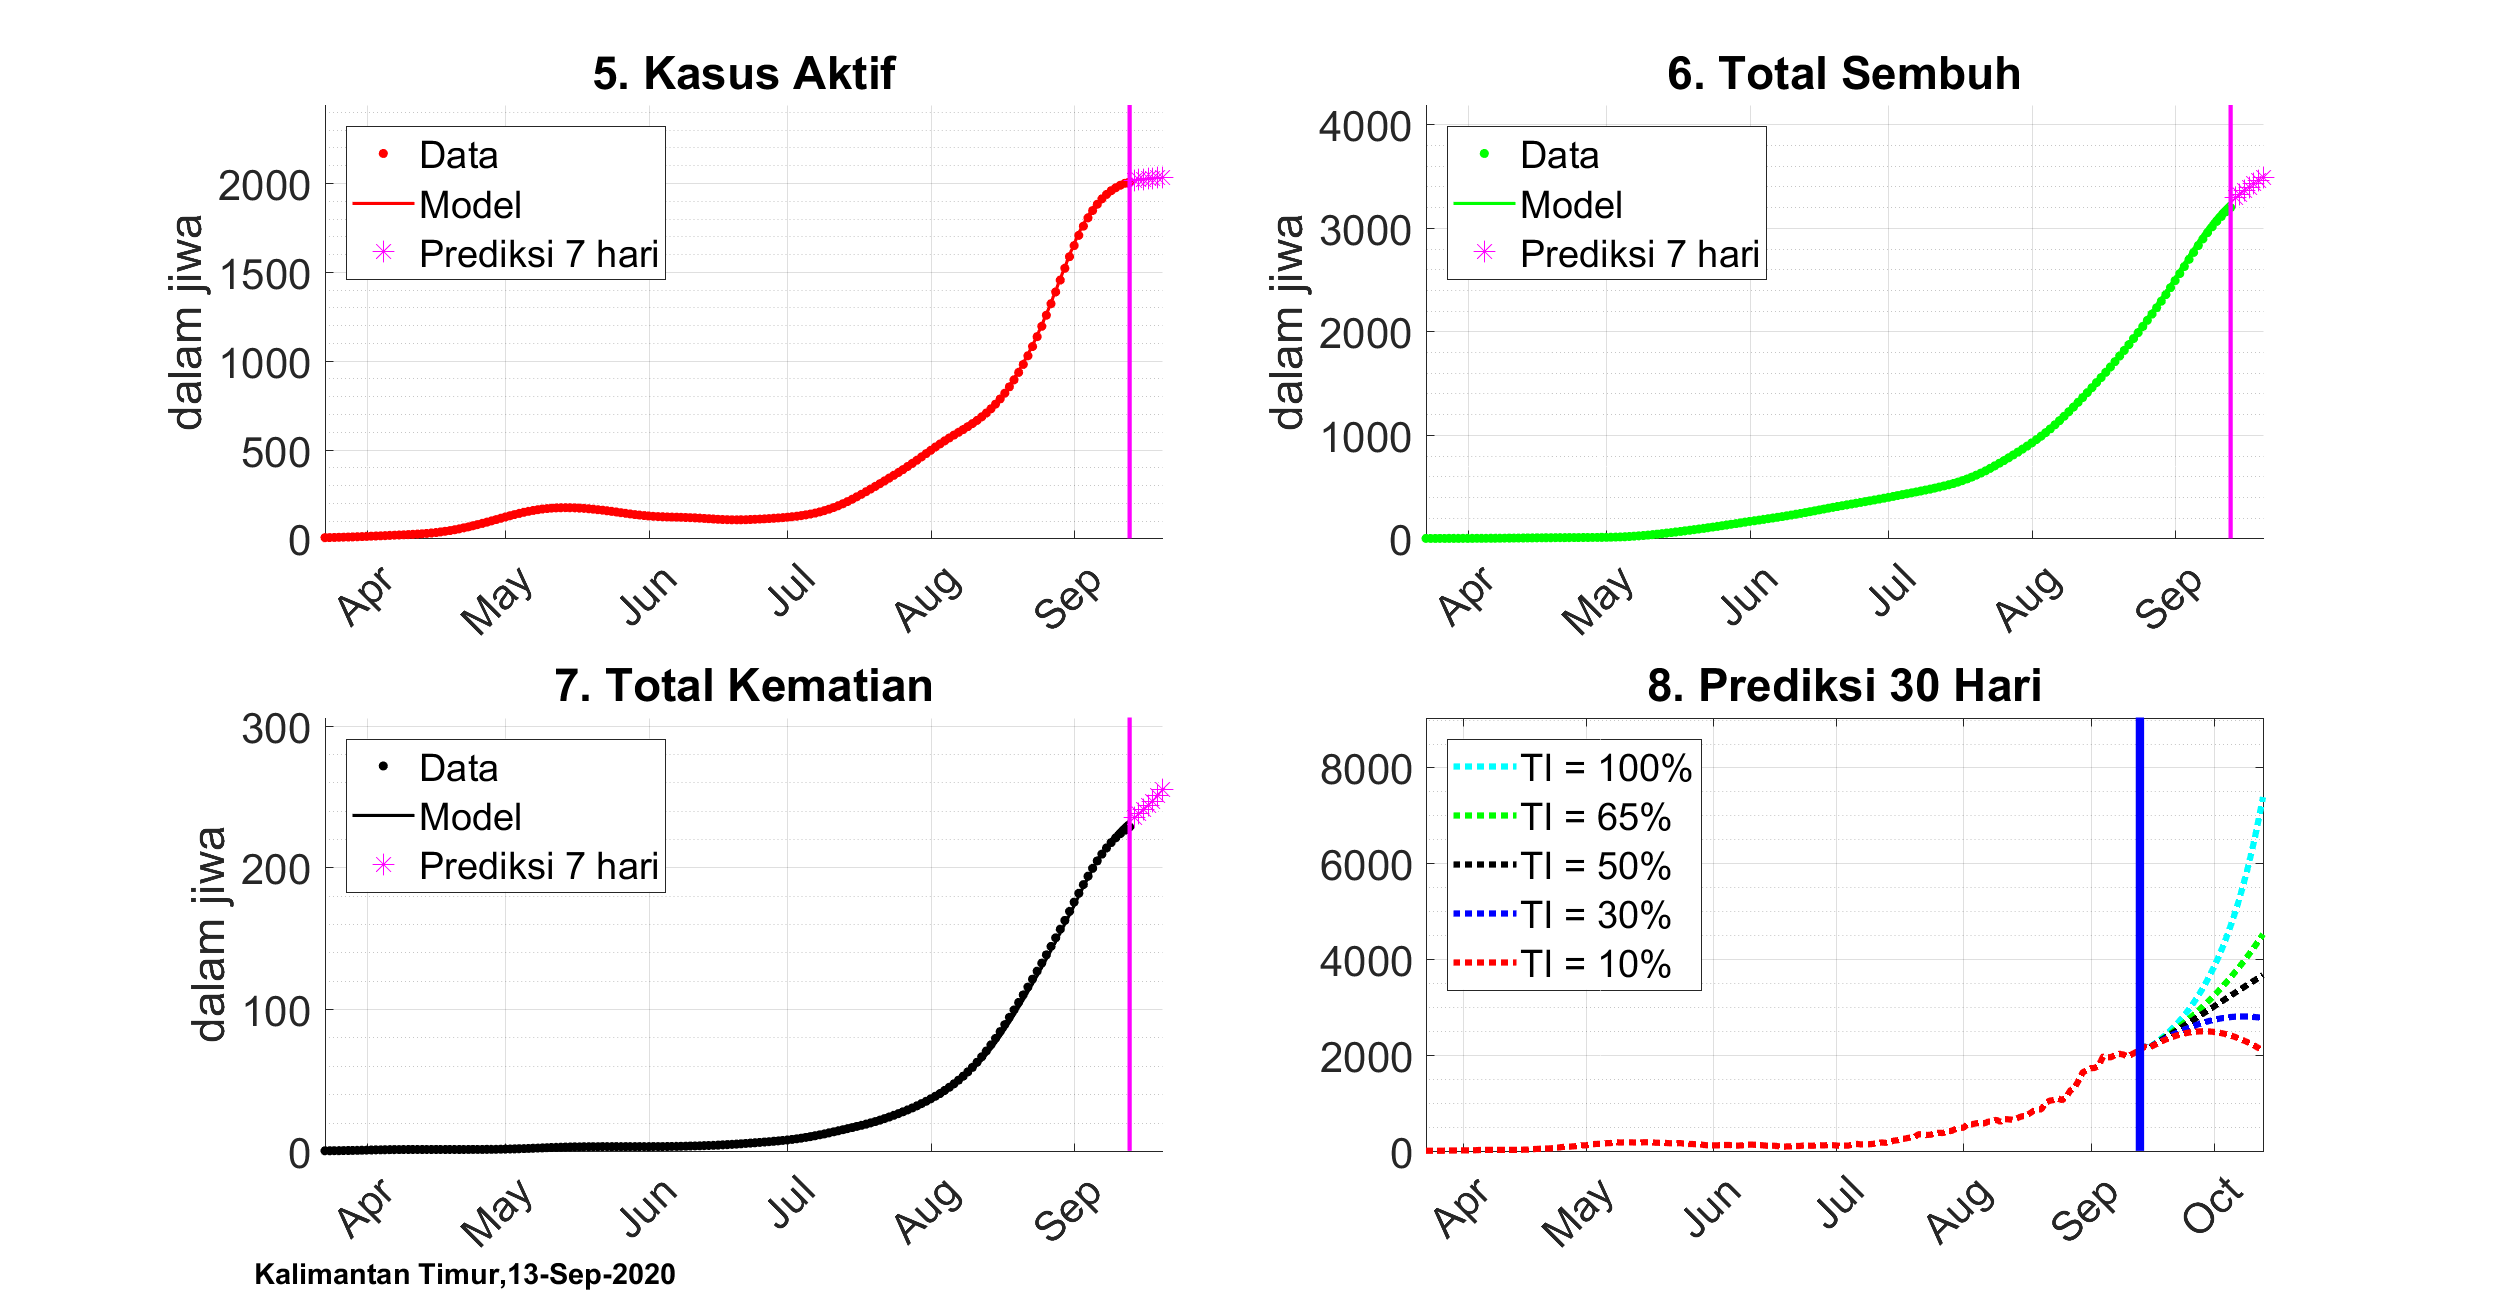 5. Kasus Aktif
dalam jiwa
2000
1500
1000
500
0
Data
Model
Prediksi 7 hari
Apr May Jun Jul Aug Sep
6. Total Sembuh
dalam jiwa
4000
3000
2000
1000
0
Data
Model
Prediksi 7 hari
Apr May Jun Jul Aug Sep
7. Total Kematian
dalam jiwa
300
200
100
0
Data
Model
Prediksi 7 hari
Apr May Jun Jul Aug Sep
8. Prediksi 30 Hari
8000
6000
4000
2000
0
TI = 100%
TI = 65%
TI = 50%
TI = 30%
TI = 10%
Apr May Jun Jul Aug Sep Oct
Kalimantan Timur,13-Sep-2020